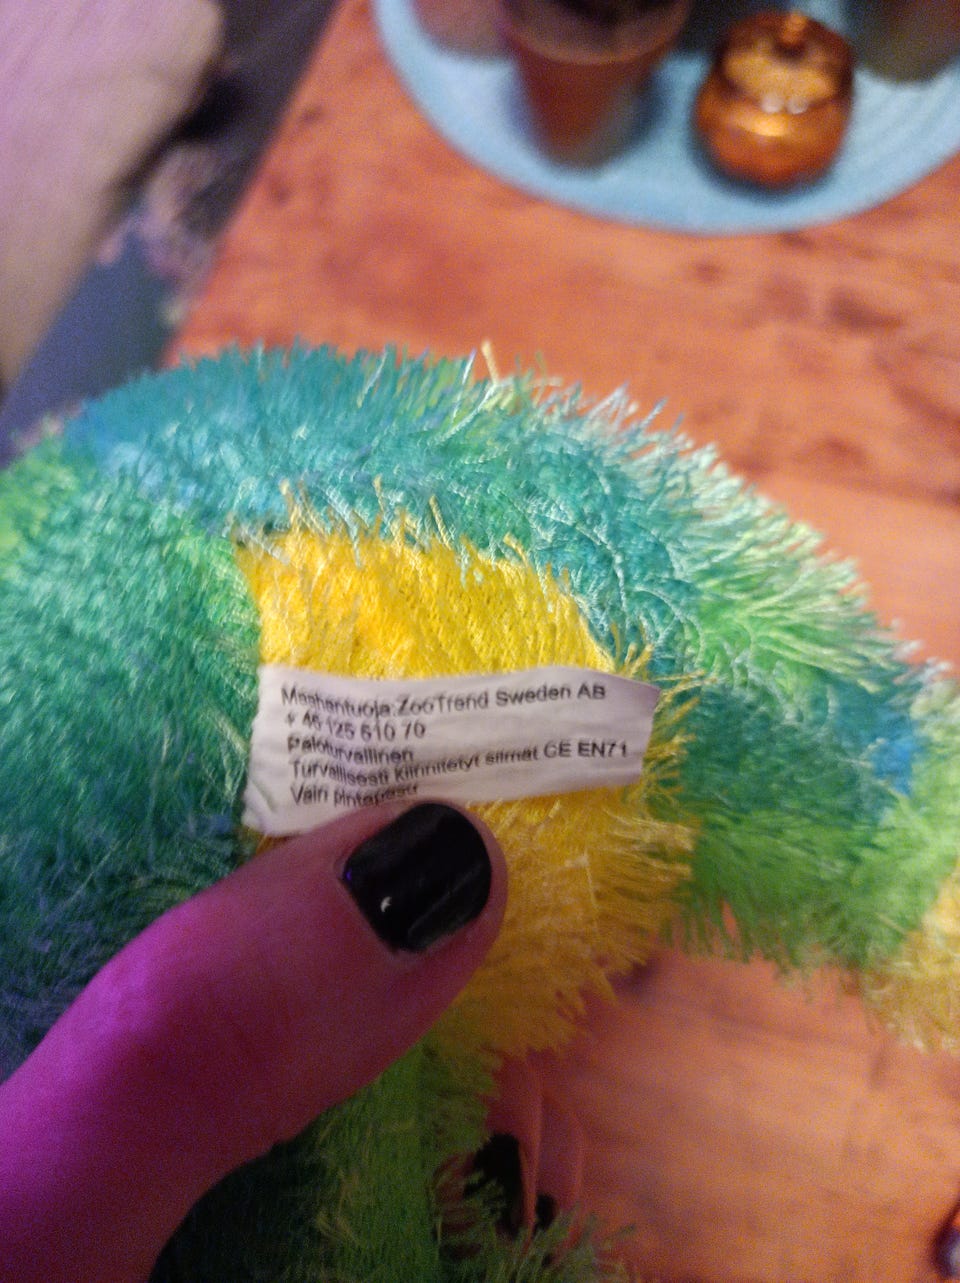 Maahantuoja:ZooTrend Sweden AB
+ 46 125 610 70
Paloturvallinen
Turvallisesti kiinnitetyt silmät CE EN71
Vain pintapesu